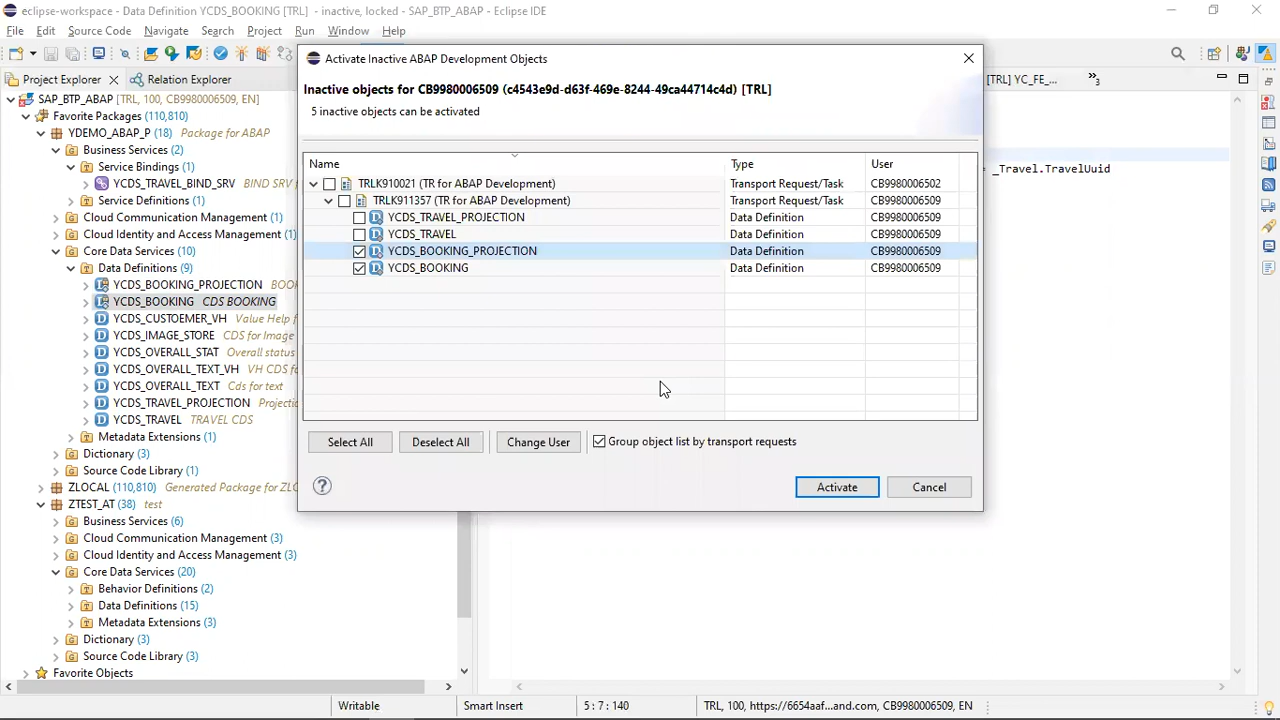 eclipse-workspace - Data Definition YCDS_BOOKING [TRL] - inactive, locked - SAP_BTP_ABAP - Eclipse IDE
File Edit Source Code Navigate Search Project Run Window Help
Project Explorer Relation Explorer
[TRL] YC_FE_... 3
SAP_BTP_ABAP [TRL, 100, CB9980006509, EN]
Favorite Packages (110,810)
YDEMO_ABAP_P (18) Package for ABAP
Business Services (2)
Service Bindings (1)
YCDS_TRAVEL_BIND_SRV BIND SRV f
Service Definitions (1)
Cloud Communication Management (1)
Cloud Identity and Access Management (1)
Core Data Services (10)
Data Definitions (9)
YCDS_BOOKING_PROJECTION BOOK
YCDS_BOOKING CDS BOOKING
YCDS_CUSTOEMER_VH Value Help f
YCDS_IMAGE_STORE CDS for Image
YCDS_OVERALL_STAT Overall status
YCDS_OVERALL_TEXT_VH VH CDS fo
YCDS_OVERALL_TEXT Cds for text
YCDS_TRAVEL_PROJECTION Projectio
YCDS_TRAVEL TRAVEL CDS
Metadata Extensions (1)
Dictionary (3)
Source Code Library (1)
ZLOCAL (110,810) Generated Package for ZLO
ZTEST_AT (38) test
Business Services (6)
Cloud Communication Management (3)
Cloud Identity and Access Management (3)
Core Data Services (20)
Behavior Definitions (2)
Data Definitions (15)
Metadata Extensions (3)
Dictionary (3)
Source Code Library (3)
Favorite Objects
Activate Inactive ABAP Development Objects
Inactive objects for CB9980006509 (c4543e9d-d63f-469e-8244-49ca44714c4d) [TRL]
5 inactive objects can be activated
Name Type User
TRLK910021 (TR for ABAP Development) Transport Request/Task CB9980006502
TRLK911357 (TR for ABAP Development) Transport Request/Task CB9980006509
YCDS_TRAVEL_PROJECTION Data Definition CB9980006509
YCDS_TRAVEL Data Definition CB9980006509
YCDS_BOOKING_PROJECTION Data Definition CB9980006509
YCDS_BOOKING Data Definition CB9980006509
Select All Deselect All Change User Group object list by transport requests
Activate Cancel
= _Travel.TravelUuid
Writable Smart Insert 5 : 7 : 140 TRL, 100, https://6654aaf...and.com, CB9980006509, EN